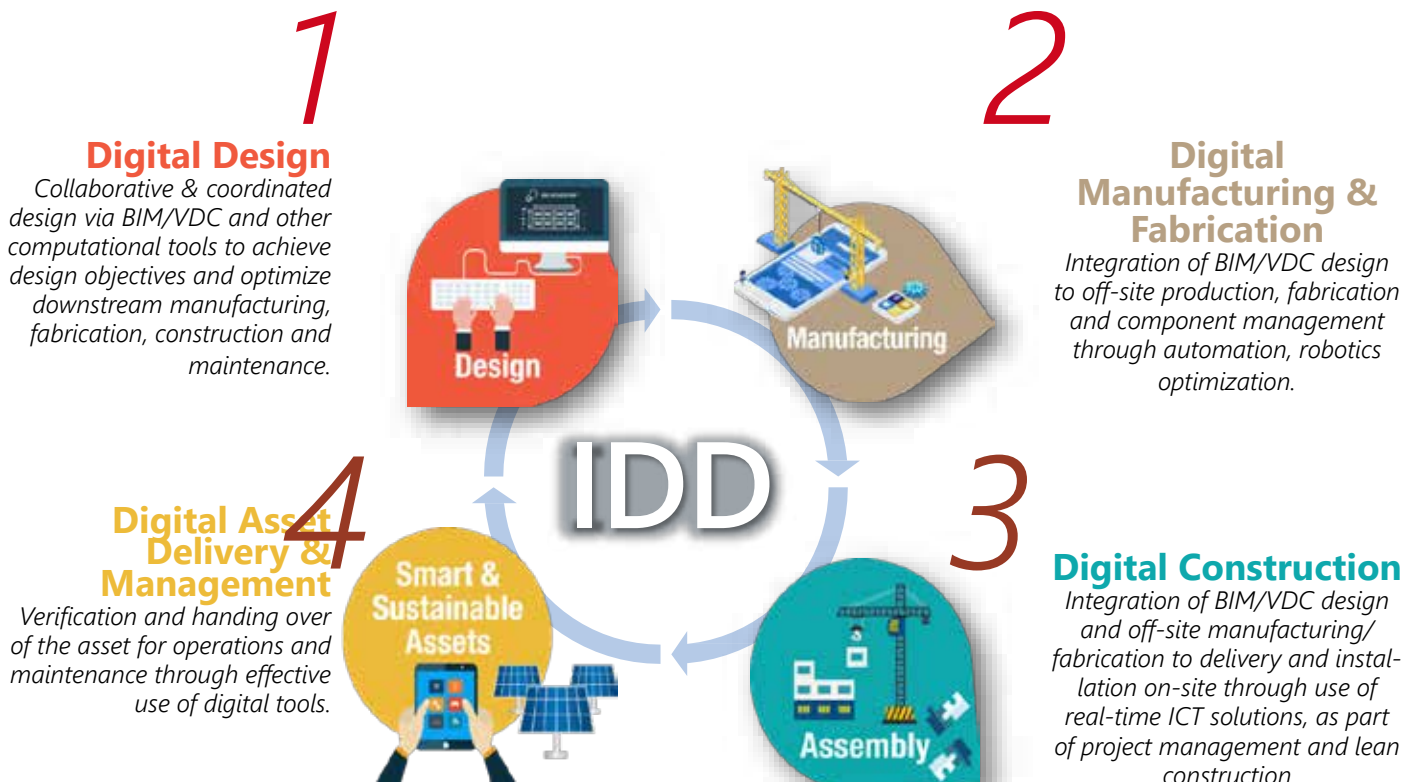 1
Digital Design
Collaborative & coordinated
design via BIM/VDC and other
computational tools to achieve
design objectives and optimize
downstream manufacturing,
fabrication, construction and
maintenance.
Design
2
Digital
Manufacturing &
Fabrication
Integration of BIM/VDC design
to off-site production, fabrication
and component management
through automation, robotics
optimization.
Manufacturing
IDD
3
Digital Construction
Integration of BIM/VDC design
and off-site manufacturing/
fabrication to delivery and instal-
lation on-site through use of
real-time ICT solutions, as part
of project management and lean
construction
Assembly
4
Digital Asset
Delivery &
Management
Verification and handing over
of the asset for operations and
maintenance through effective
use of digital tools.
Smart &
Sustainable
Assets